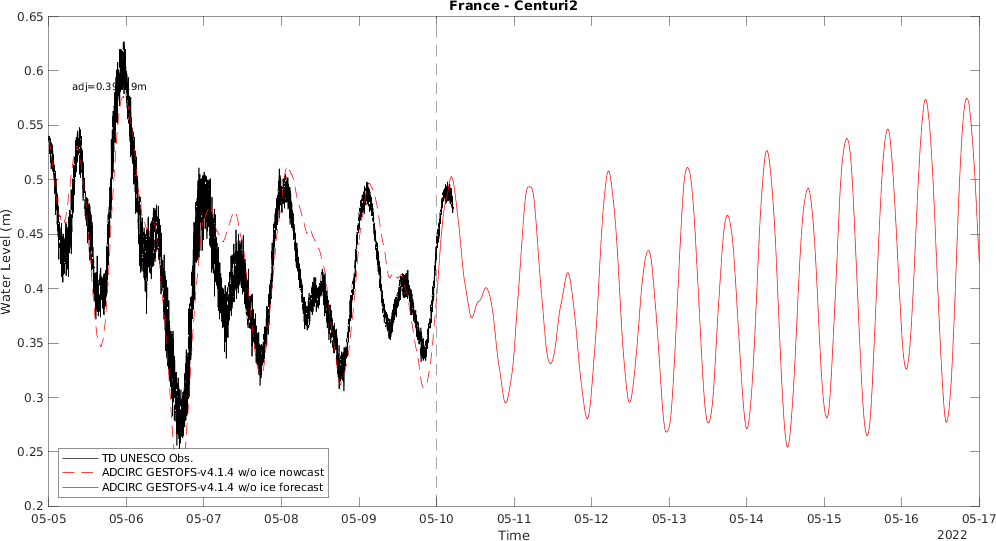 France - Centuri2
0.65
0.6
0.55
0.5
0.45
0.4
0.35
0.3
0.25
0.2
Water Level (m)
TD UNESCO Obs.
ADCIRC GESTOFS-v4.1.4 w/o ice nowcast
ADCIRC GESTOFS-v4.1.4 w/o ice forecast
05-05 05-06 05-07 05-08 05-09 05-10 05-11 05-12 05-13 05-14 05-15 05-16 05-17
Time
2022